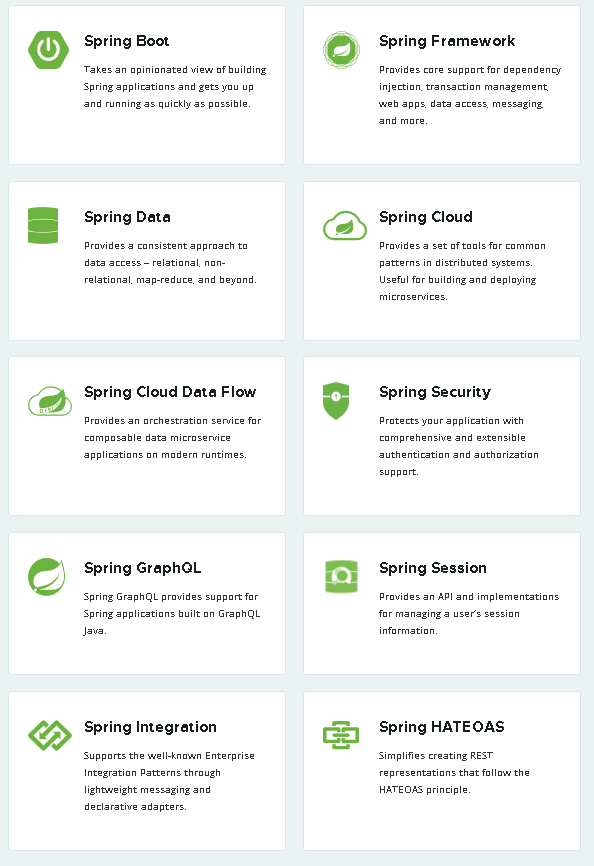 Spring Boot
Takes an opinionated view of building
Spring applications and gets you up
and running as quickly as possible.
Spring Framework
Provides core support for dependency
injection, transaction management,
web apps, data access, messaging,
and more.
Spring Data
Provides a consistent approach to
data access – relational, non-
relational, map-reduce, and beyond.
Spring Cloud
Provides a set of tools for common
patterns in distributed systems.
Useful for building and deploying
microservices.
Spring Cloud Data Flow
Provides an orchestration service for
composable data microservice
applications on modern runtimes.
Spring Security
Protects your application with
comprehensive and extensible
authentication and authorization
support.
Spring GraphQL
Spring GraphQL provides support for
Spring applications built on GraphQL
Java.
Spring Session
Provides an API and implementations
for managing a user's session
information.
Spring Integration
Supports the well-known Enterprise
Integration Patterns through
lightweight messaging and
declarative adapters.
Spring HATEOAS
Simplifies creating REST
representations that follow the
HATEOAS principle.